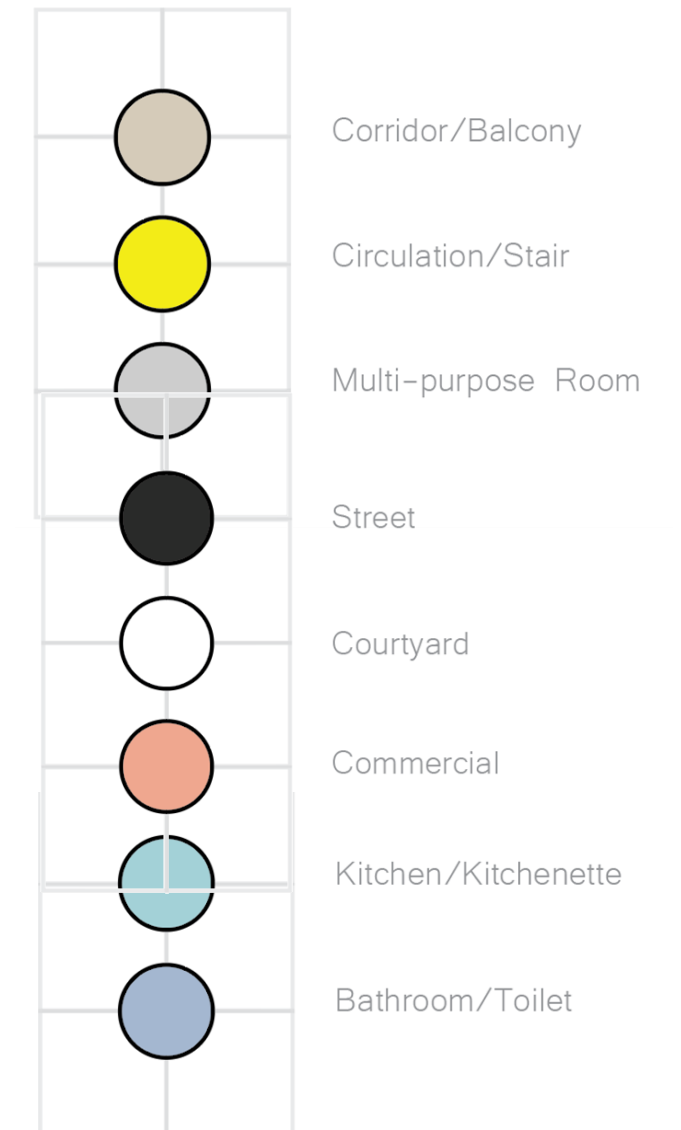 Corridor/Balcony
Circulation/Stair
Multi-purpose Room
Street
Courtyard
Commercial
Kitchen/Kitchenette
Bathroom/Toilet